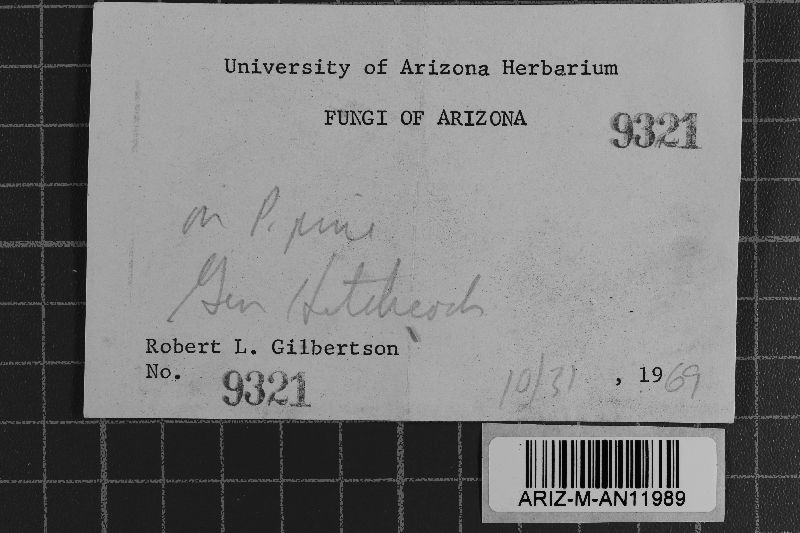 University of Arizona Herbarium
FUNGI OF ARIZONA
9321
on P. pine
Gen Hitchcock
Robert L. Gilbertson
No. 9321
10/31, 1969
ARIZ-M-AN11989